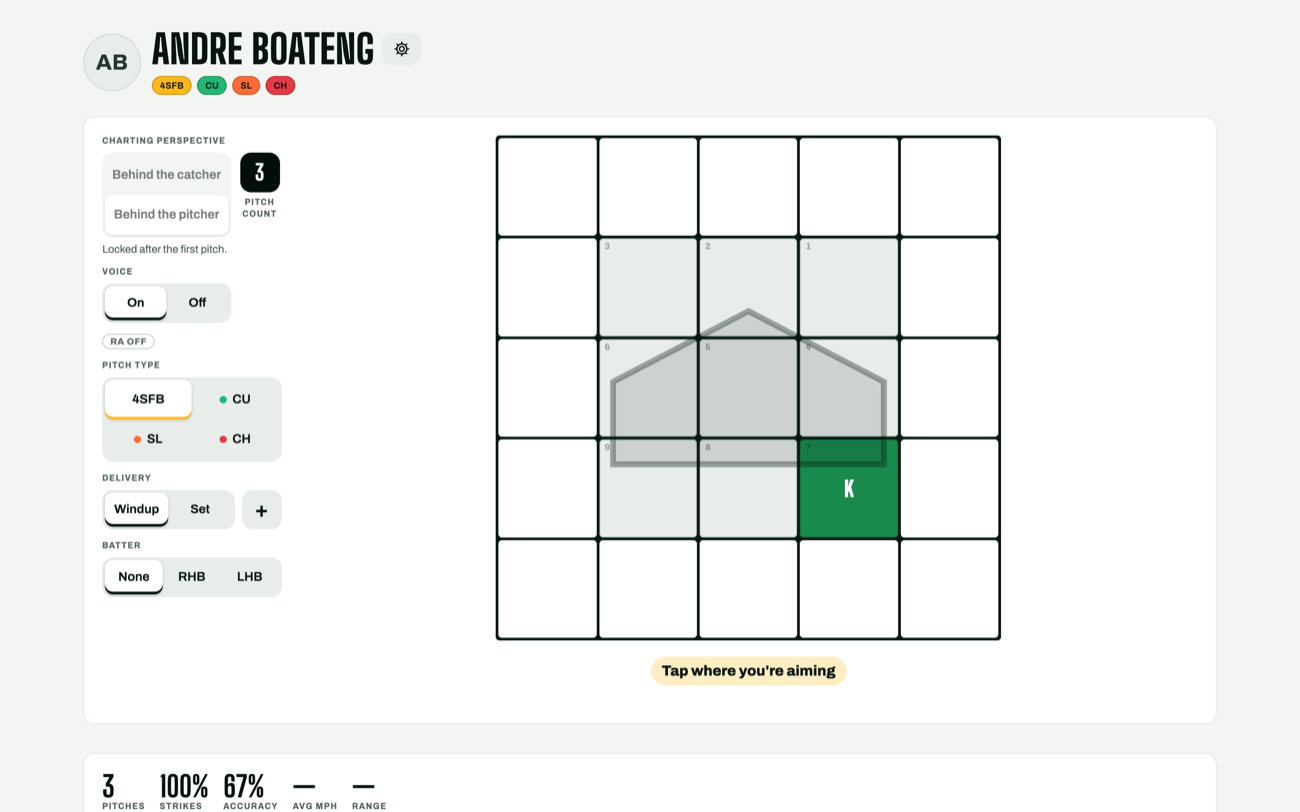 AB
ANDRE BOATENG
4SFB CU SL CH
CHARTING PERSPECTIVE
Behind the catcher
Behind the pitcher
3
PITCH
COUNT
Locked after the first pitch.
VOICE
On Off
RA OFF
PITCH TYPE
4SFB CU
SL CH
DELIVERY
Windup Set +
BATTER
None RHB LHB
3 2 1
6 5 4
9 8 7
K
Tap where you're aiming
3 100% 67% — —
PITCHES STRIKES ACCURACY AVG MPH RANGE